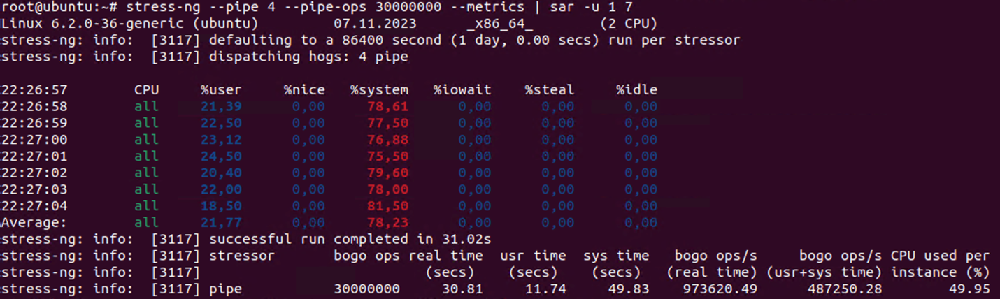 root@ubuntu:~# stress-ng --pipe 4 --pipe-ops 30000000 --metrics | sar -u 1 7
Linux 6.2.0-36-generic (ubuntu) 07.11.2023 _x86_64_ (2 CPU)
stress-ng: info: [3117] defaulting to a 86400 second (1 day, 0.00 secs) run per stressor
stress-ng: info: [3117] dispatching hogs: 4 pipe
22:26:57 CPU %user %nice %system %iowait %steal %idle
22:26:58 all 21,39 0,00 78,61 0,00 0,00 0,00
22:26:59 all 22,50 0,00 77,50 0,00 0,00 0,00
22:27:00 all 23,12 0,00 76,88 0,00 0,00 0,00
22:27:01 all 24,50 0,00 75,50 0,00 0,00 0,00
22:27:02 all 20,40 0,00 79,60 0,00 0,00 0,00
22:27:03 all 22,00 0,00 78,00 0,00 0,00 0,00
22:27:04 all 18,50 0,00 81,50 0,00 0,00 0,00
Average: all 21,77 0,00 78,23 0,00 0,00 0,00
stress-ng: info: [3117] successful run completed in 31.02s
stress-ng: info: [3117] stressor bogo ops real time usr time sys time bogo ops/s bogo ops/s CPU used per
stress-ng: info: [3117] (secs) (secs) (secs) (real time) (usr+sys time) instance (%)
stress-ng: info: [3117] pipe 30000000 30.81 11.74 49.83 973620.49 487250.28 49.95